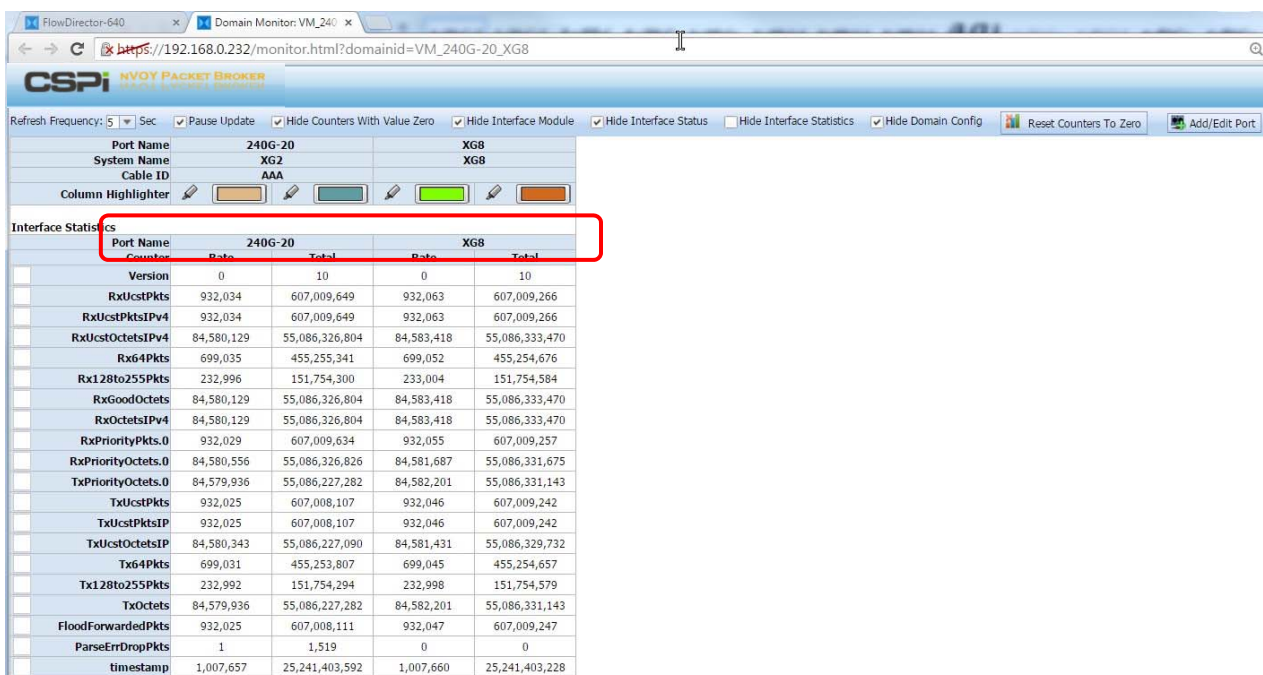 FlowDirector-640 × Domain Monitor: VM_240 ×
https://192.168.0.232/monitor.html?domainid=VM_240G-20_XG8
CSPi NVOY PACKET BROKER
Refresh Frequency: 5 Sec Pause Update Hide Counters With Value Zero Hide Interface Module Hide Interface Status Hide Interface Statistics Hide Domain Config Reset Counters To Zero Add/Edit Port
Port Name 240G-20 XG8
System Name XG2 XG8
Cable ID AAA
Column Highlighter
Interface Statistics
Port Name 240G-20 XG8
Counter Rate Total Rate Total
Version 0 10 0 10
RxUcstPkts 932,034 607,009,649 932,063 607,009,266
RxUcstPktsIPv4 932,034 607,009,649 932,063 607,009,266
RxUcstOctetsIPv4 84,580,129 55,086,326,804 84,583,418 55,086,333,470
Rx64Pkts 699,035 455,255,341 699,052 455,254,676
Rx128to255Pkts 232,996 151,754,300 233,004 151,754,584
RxGoodOctets 84,580,129 55,086,326,804 84,583,418 55,086,333,470
RxOctetsIPv4 84,580,129 55,086,326,804 84,583,418 55,086,333,470
RxPriorityPkts.0 932,029 607,009,634 932,055 607,009,257
RxPriorityOctets.0 84,580,556 55,086,326,826 84,581,687 55,086,331,675
TxPriorityOctets.0 84,579,936 55,086,227,282 84,582,201 55,086,331,143
TxUcstPkts 932,025 607,008,107 932,046 607,009,242
TxUcstPktsIP 932,025 607,008,107 932,046 607,009,242
TxUcstOctetsIP 84,580,343 55,086,227,090 84,581,431 55,086,329,732
Tx64Pkts 699,031 455,253,807 699,045 455,254,657
Tx128to255Pkts 232,992 151,754,294 232,998 151,754,579
TxOctets 84,579,936 55,086,227,282 84,582,201 55,086,331,143
FloodForwardedPkts 932,025 607,008,111 932,047 607,009,247
ParseErrDropPkts 1 1,519 0 0
timestamp 1,007,657 25,241,403,592 1,007,660 25,241,403,228